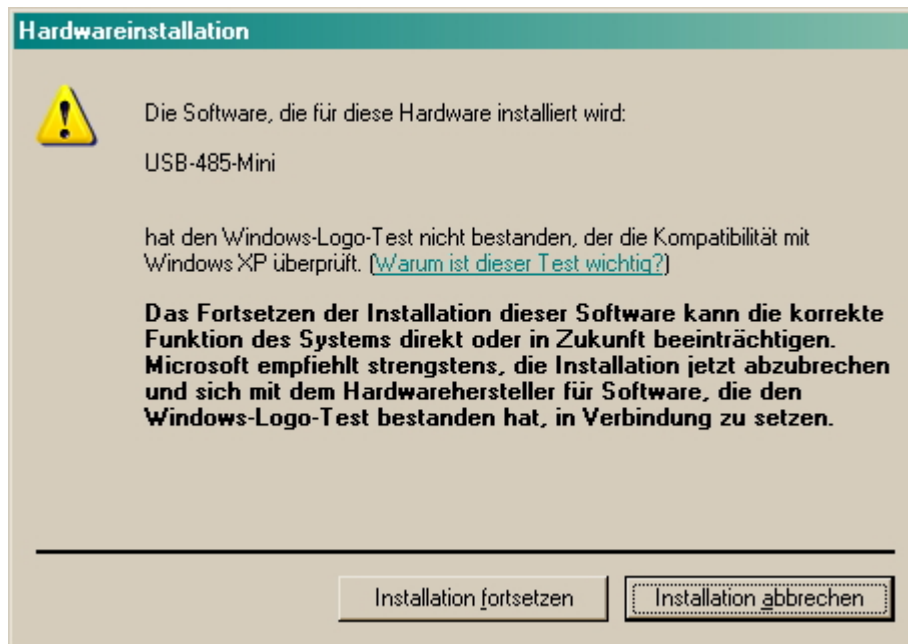 Hardwareinstallation
Die Software, die für diese Hardware installiert wird:
USB-485-Mini
hat den Windows-Logo-Test nicht bestanden, der die Kompatibilität mit
Windows XP überprüft. (Warum ist dieser Test wichtig?)
Das Fortsetzen der Installation dieser Software kann die korrekte
Funktion des Systems direkt oder in Zukunft beeinträchtigen.
Microsoft empfiehlt strengstens, die Installation jetzt abzubrechen
und sich mit dem Hardwarehersteller für Software, die den
Windows-Logo-Test bestanden hat, in Verbindung zu setzen.
Installation fortsetzen
Installation abbrechen